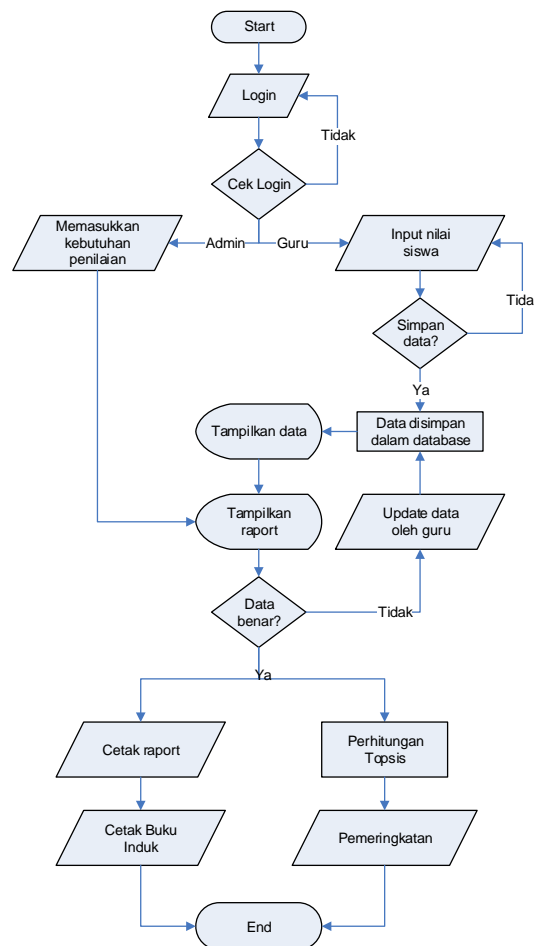 Start
Login
Tidak
Cek Login
Memasukkan
kebutuhan
penilaian
Admin
Guru
Input nilai
siswa
Tida
Simpan
data?
Ya
Tampilkan data
Data disimpan
dalam database
Tampilkan
raport
Update data
oleh guru
Data
benar?
Tidak
Ya
Cetak raport
Perhitungan
Topsis
Cetak Buku
Induk
Pemeringkatan
End